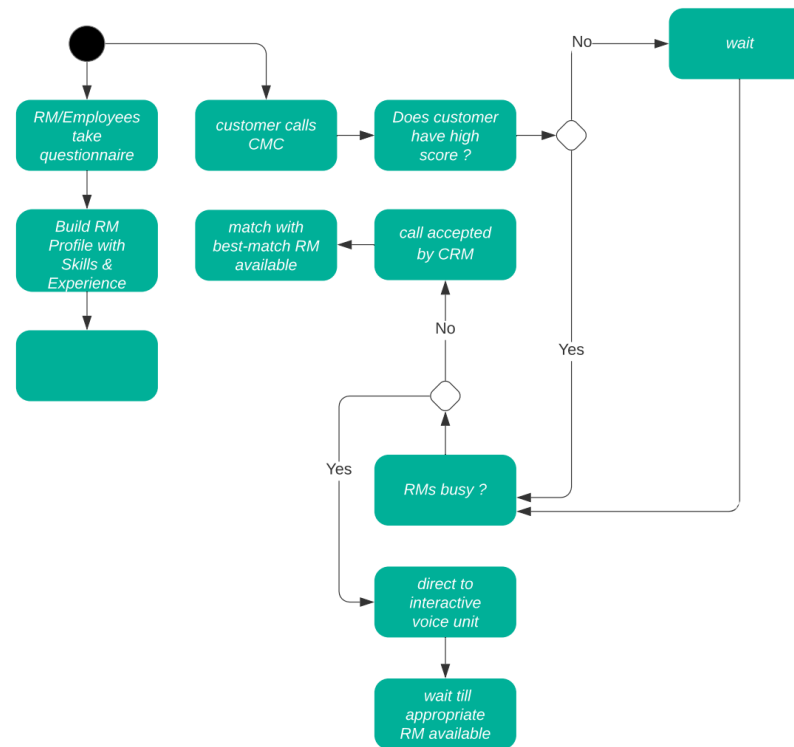 No
wait
RM/Employees
take
questionnaire
customer calls
CMC
Does customer
have high
score ?
Build RM
Profile with
Skills &
Experience
match with
best-match RM
available
call accepted
by CRM
No
Yes
Yes
RMs busy ?
direct to
interactive
voice unit
wait till
appropriate
RM available